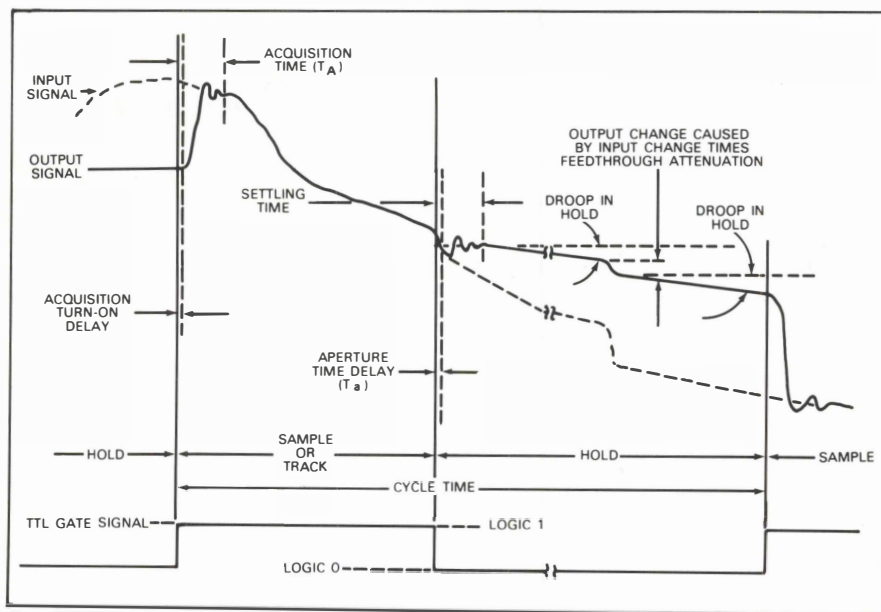 ACQUISITION
TIME (TA)
INPUT
SIGNAL
OUTPUT
SIGNAL
OUTPUT CHANGE CAUSED
BY INPUT CHANGE TIMES
FEEDTHROUGH ATTENUATION
SETTLING
TIME
DROOP IN
HOLD
DROOP IN
HOLD
ACQUISITION
TURN-ON
DELAY
APERTURE
TIME DELAY
(Ta)
HOLD
SAMPLE
OR
TRACK
HOLD
SAMPLE
CYCLE TIME
TTL GATE SIGNAL
LOGIC 1
LOGIC 0